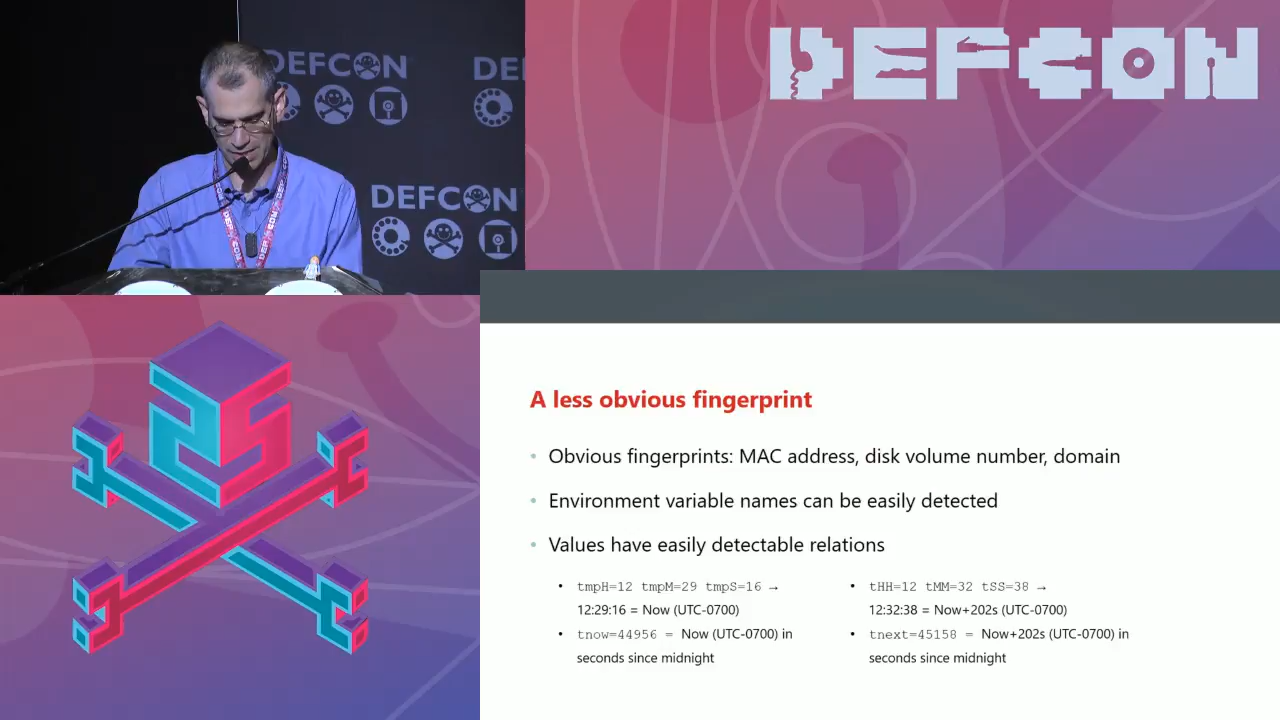 DEFCON
DEF
DEFCON
DEFCON
DEFCON
25
A less obvious fingerprint
• Obvious fingerprints: MAC address, disk volume number, domain
• Environment variable names can be easily detected
• Values have easily detectable relations
• tmpH=12 tmpM=29 tmpS=16 →
12:29:16 = Now (UTC-0700)
• tnow=44956 = Now (UTC-0700) in
seconds since midnight
• tHH=12 tMM=32 tSS=38 →
12:32:38 = Now+202s (UTC-0700)
• tnext=45158 = Now+202s (UTC-0700) in
seconds since midnight